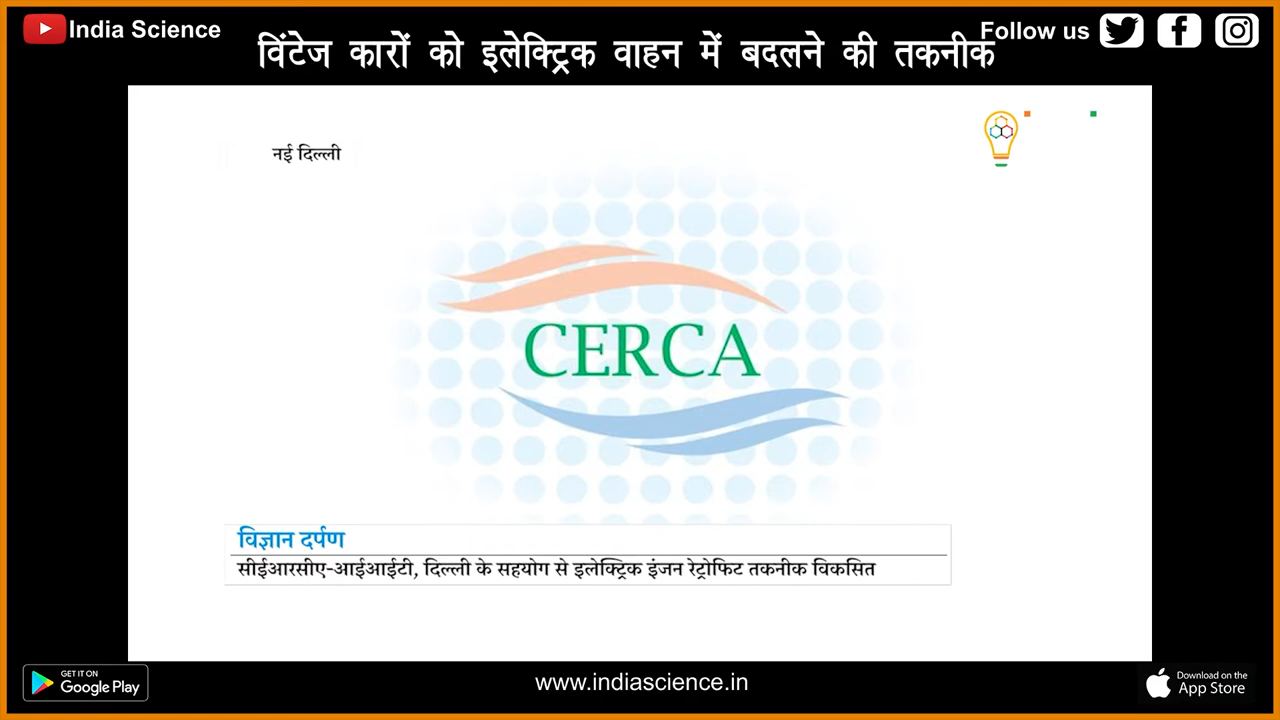 India Science
Follow us
विंटेज कारों को इलेक्ट्रिक वाहन में बदलने की तकनीक
नई दिल्ली
CERCA
विज्ञान दर्पण
सीईआरसीए-आईआईटी, दिल्ली के सहयोग से इलेक्ट्रिक इंजन रेट्रोफिट तकनीक विकसित
GET IT ON
Google Play
www.indiascience.in
Download on the
App Store